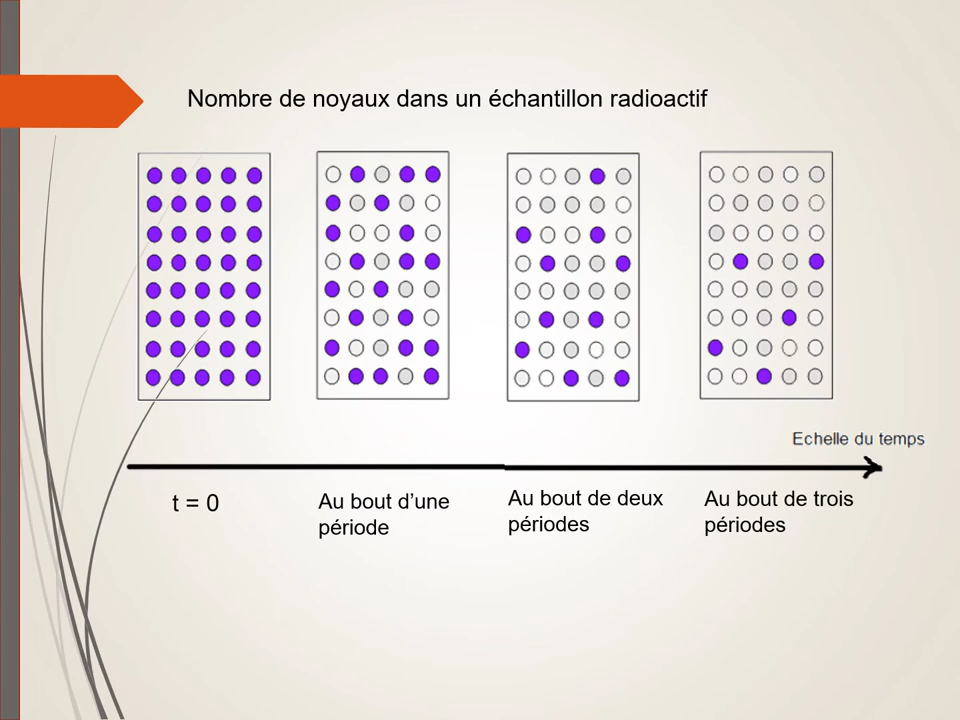 Nombre de noyaux dans un échantillon radioactif
Echelle du temps
t = 0
Au bout d’une
période
Au bout de deux
périodes
Au bout de trois
périodes